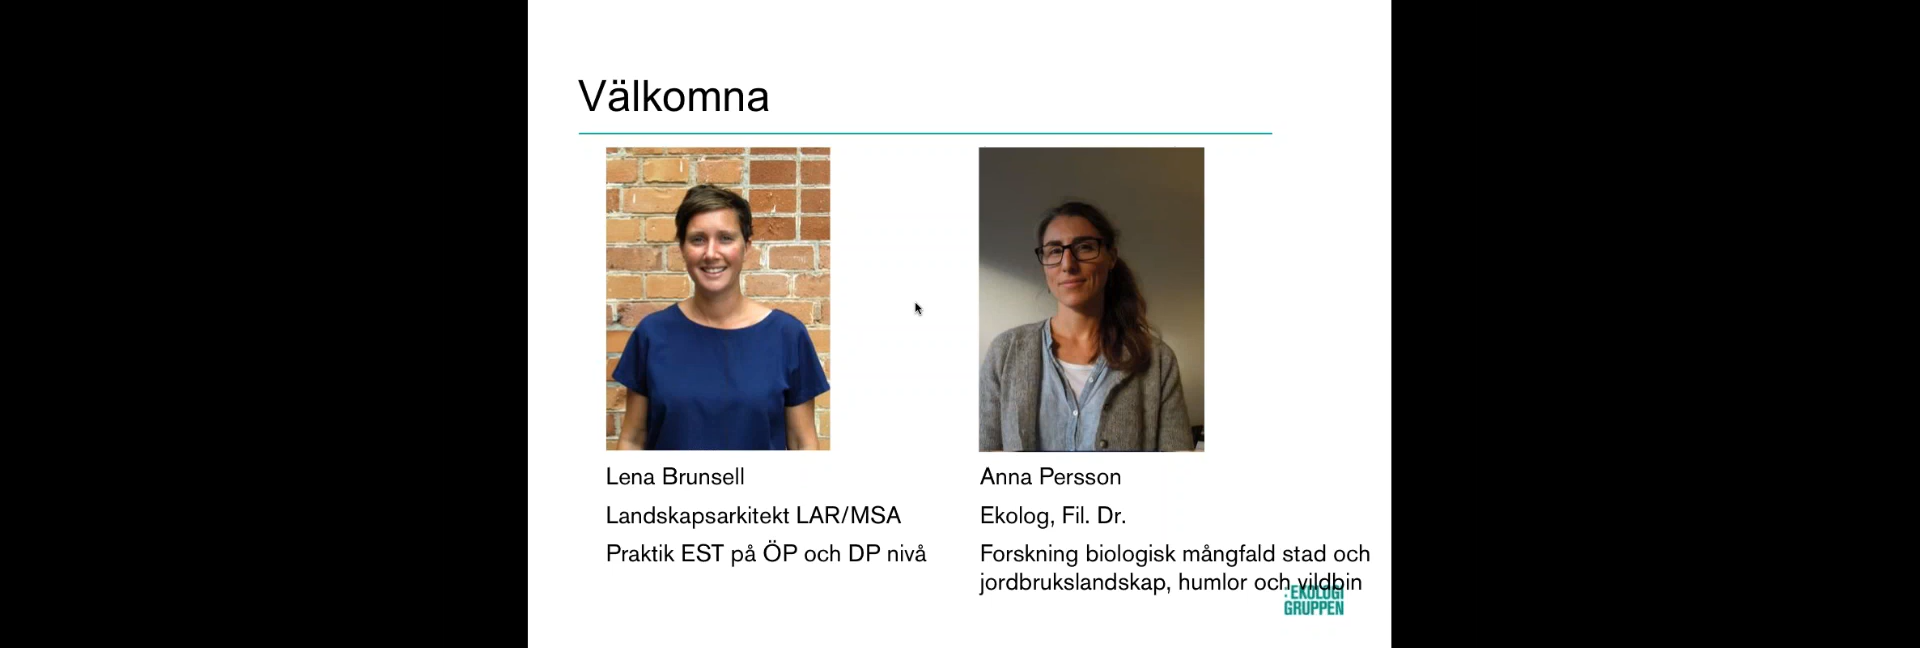 Välkomna
Lena Brunsell
Landskapsarkitekt LAR/MSA
Praktik EST på ÖP och DP nivå
Anna Persson
Ekolog, Fil. Dr.
Forskning biologisk mångfald stad och
jordbrukslandskap, humlor och vildbin
:EKOLOGI
GRUPPEN